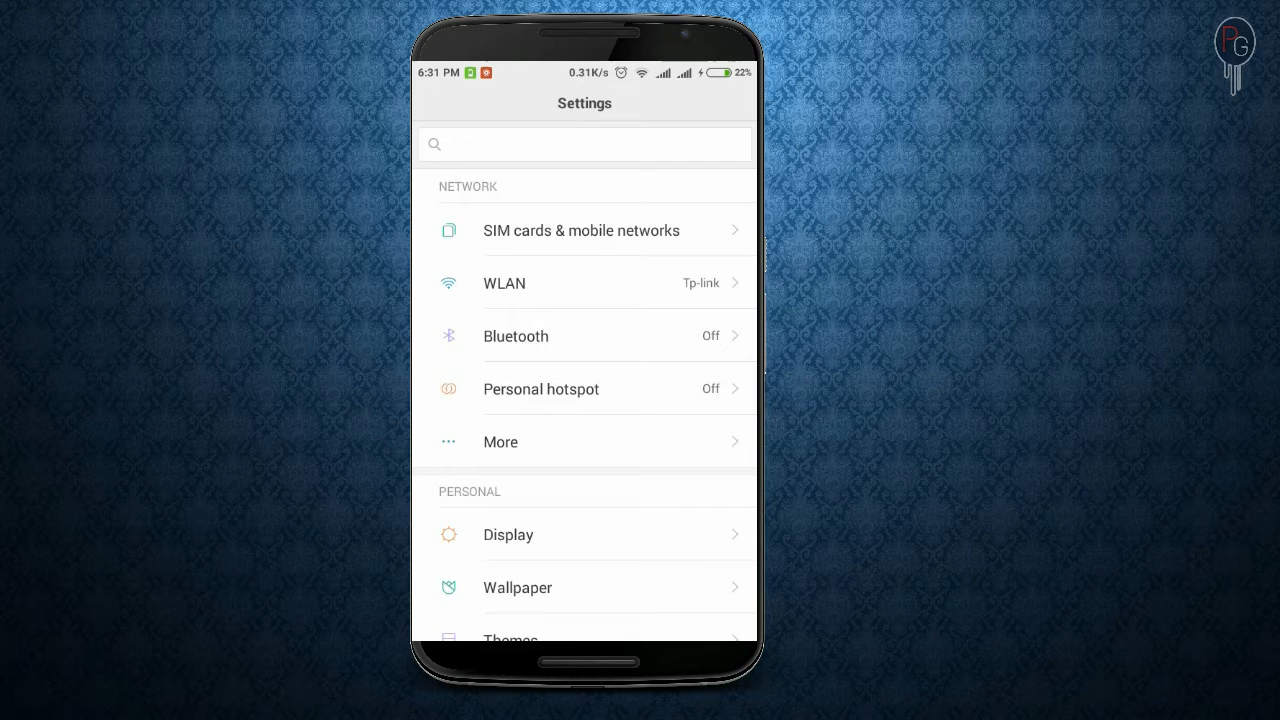 PG
6:31 PM 0.31K/s 22%
Settings
NETWORK
SIM cards & mobile networks
WLAN Tp-link
Bluetooth Off
Personal hotspot Off
More
PERSONAL
Display
Wallpaper
Themes